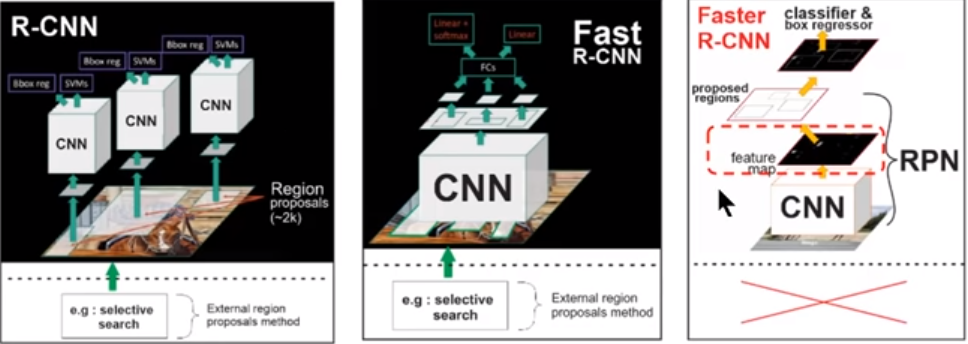 R-CNN
Bbox reg
SVMs
Bbox reg
SVMs
Bbox reg
SVMs
CNN
CNN
CNN
Region
proposals
(~2k)
e.g : selective
search
External region
proposals method
Linear +
softmax
Linear
FCs
Fast
R-CNN
CNN
e.g : selective
search
External region
proposals method
Faster
R-CNN
classifier &
box regressor
proposed
regions
feature
map
RPN
CNN